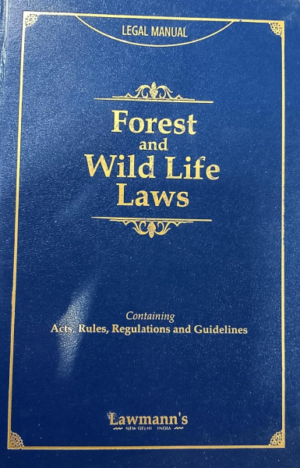 LEGAL MANUAL
Forest
and
Wild Life
Laws
Containing
Acts, Rules, Regulations and Guidelines
Lawmann's
NEW DELHI INDIA